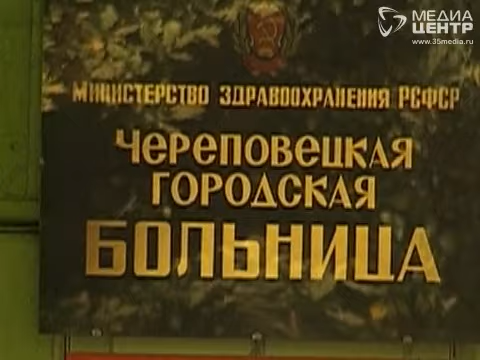 МЕДИА
ЦЕНТР
www.35media.ru
МИНИСТЕРСТВО ЗДРАВООХРАНЕНИЯ РСФСР
ЧЕРЕПОВЕЦКАЯ
ГОРОДСКАЯ
БОЛЬНИЦА